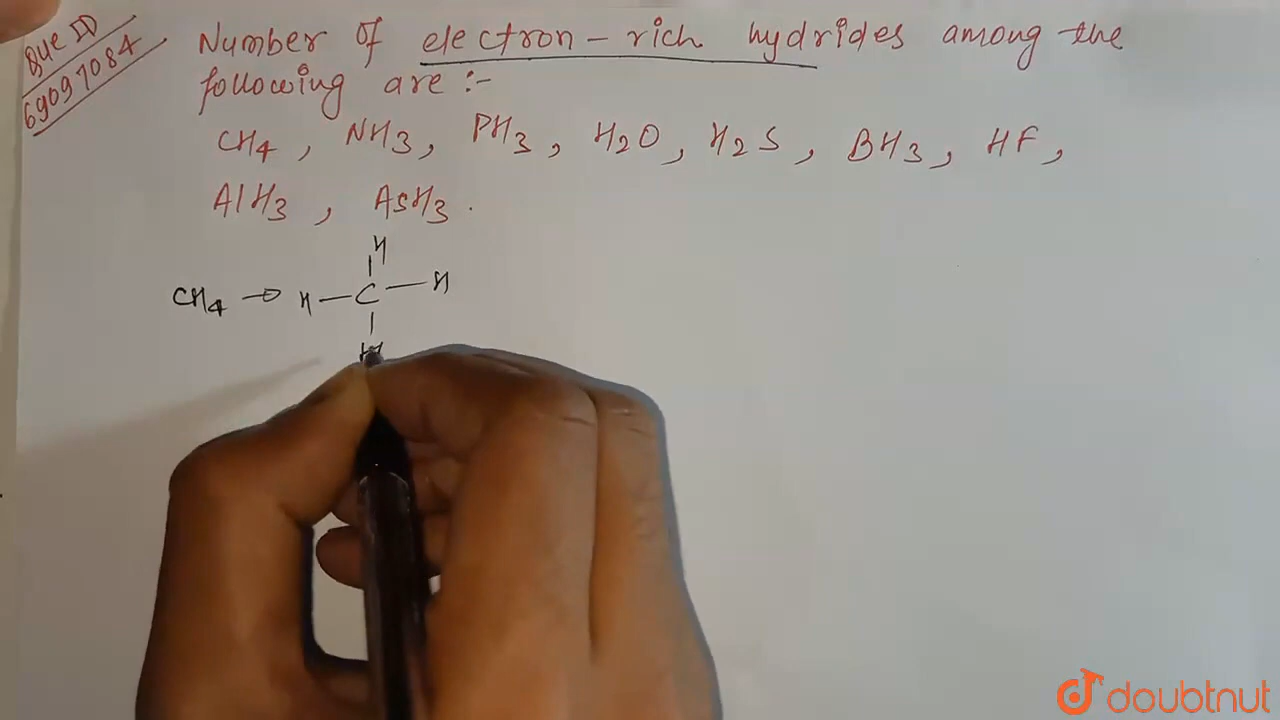 Que ID
69097084
Number of electron-rich hydrides among the
following are :-
CH4, NH3, PH3, H2O, H2S, BH3, HF,
AlH3, AsH3.
H
CH4 → H — C — H
H
doubtnut